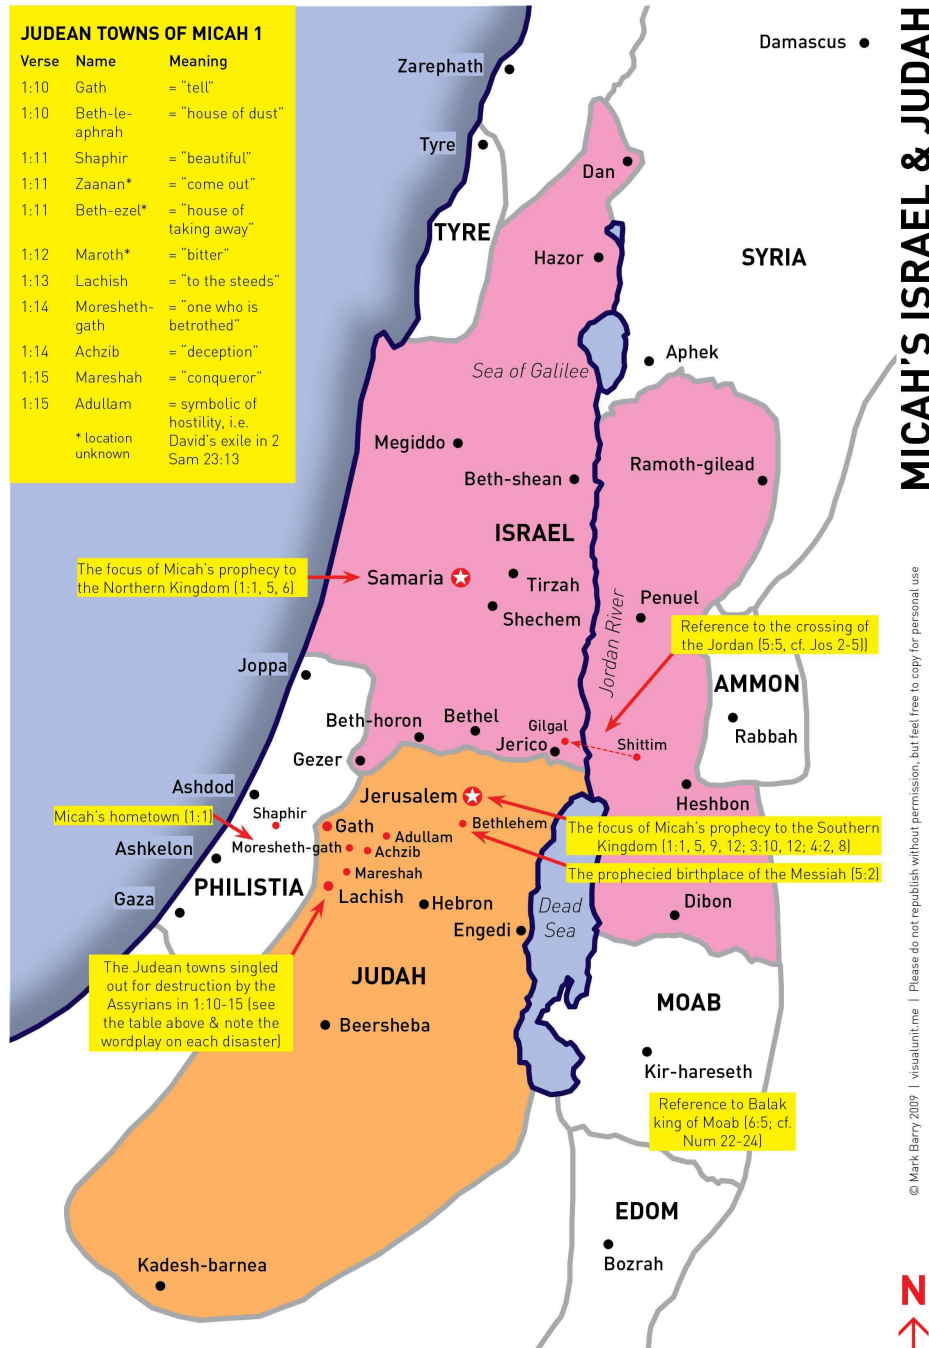 JUDEAN TOWNS OF MICAH 1
Verse Name Meaning
1:10 Gath = "tell"
1:10 Beth-le- = "house of dust"
aphrah
1:11 Shaphir = "beautiful"
1:11 Zaanan* = "come out"
1:11 Beth-ezel* = "house of
taking away"
1:12 Maroth* = "bitter"
1:13 Lachish = "to the steeds"
1:14 Moresheth- = "one who is
gath betrothed"
1:14 Achzib = "deception"
1:15 Mareshah = "conqueror"
1:15 Adullam = symbolic of
hostility, i.e.
* location David's exile in 2
unknown Sam 23:13
MICAH'S ISRAEL & JUDAH
Damascus
Zarephath
Tyre
Dan
TYRE
Hazor
SYRIA
Aphek
Sea of Galilee
Megiddo
Ramoth-gilead
Beth-shean
ISRAEL
The focus of Micah's prophecy to
the Northern Kingdom (1:1, 5, 6)
Samaria
Tirzah
Shechem
Jordan River
Penuel
Reference to the crossing of
the Jordan (5:5, cf. Jos 2-5))
Joppa
AMMON
Rabbah
Beth-horon
Bethel
Gilgal
Jerico
Shittim
Gezer
Ashdod
Jerusalem
Heshbon
Micah's hometown (1:1)
Shaphir
Gath
Bethlehem
The focus of Micah's prophecy to the Southern
Kingdom (1:1, 5, 9, 12; 3:10, 12; 4:2, 8)
Adullam
Ashkelon
Moresheth-gath
Achzib
Mareshah
The prophecied birthplace of the Messiah (5:2)
PHILISTIA
Lachish
Hebron
Gaza
Dead
Sea
Dibon
Engedi
The Judean towns singled
out for destruction by the
Assyrians in 1:10-15 (see
the table above & note the
wordplay on each disaster)
JUDAH
MOAB
Beersheba
Kir-hareseth
Reference to Balak
king of Moab (6:5; cf.
Num 22-24)
EDOM
Bozrah
Kadesh-barnea
© Mark Barry 2009 | visualunit.me | Please do not republish without permission, but feel free to copy for personal use
N